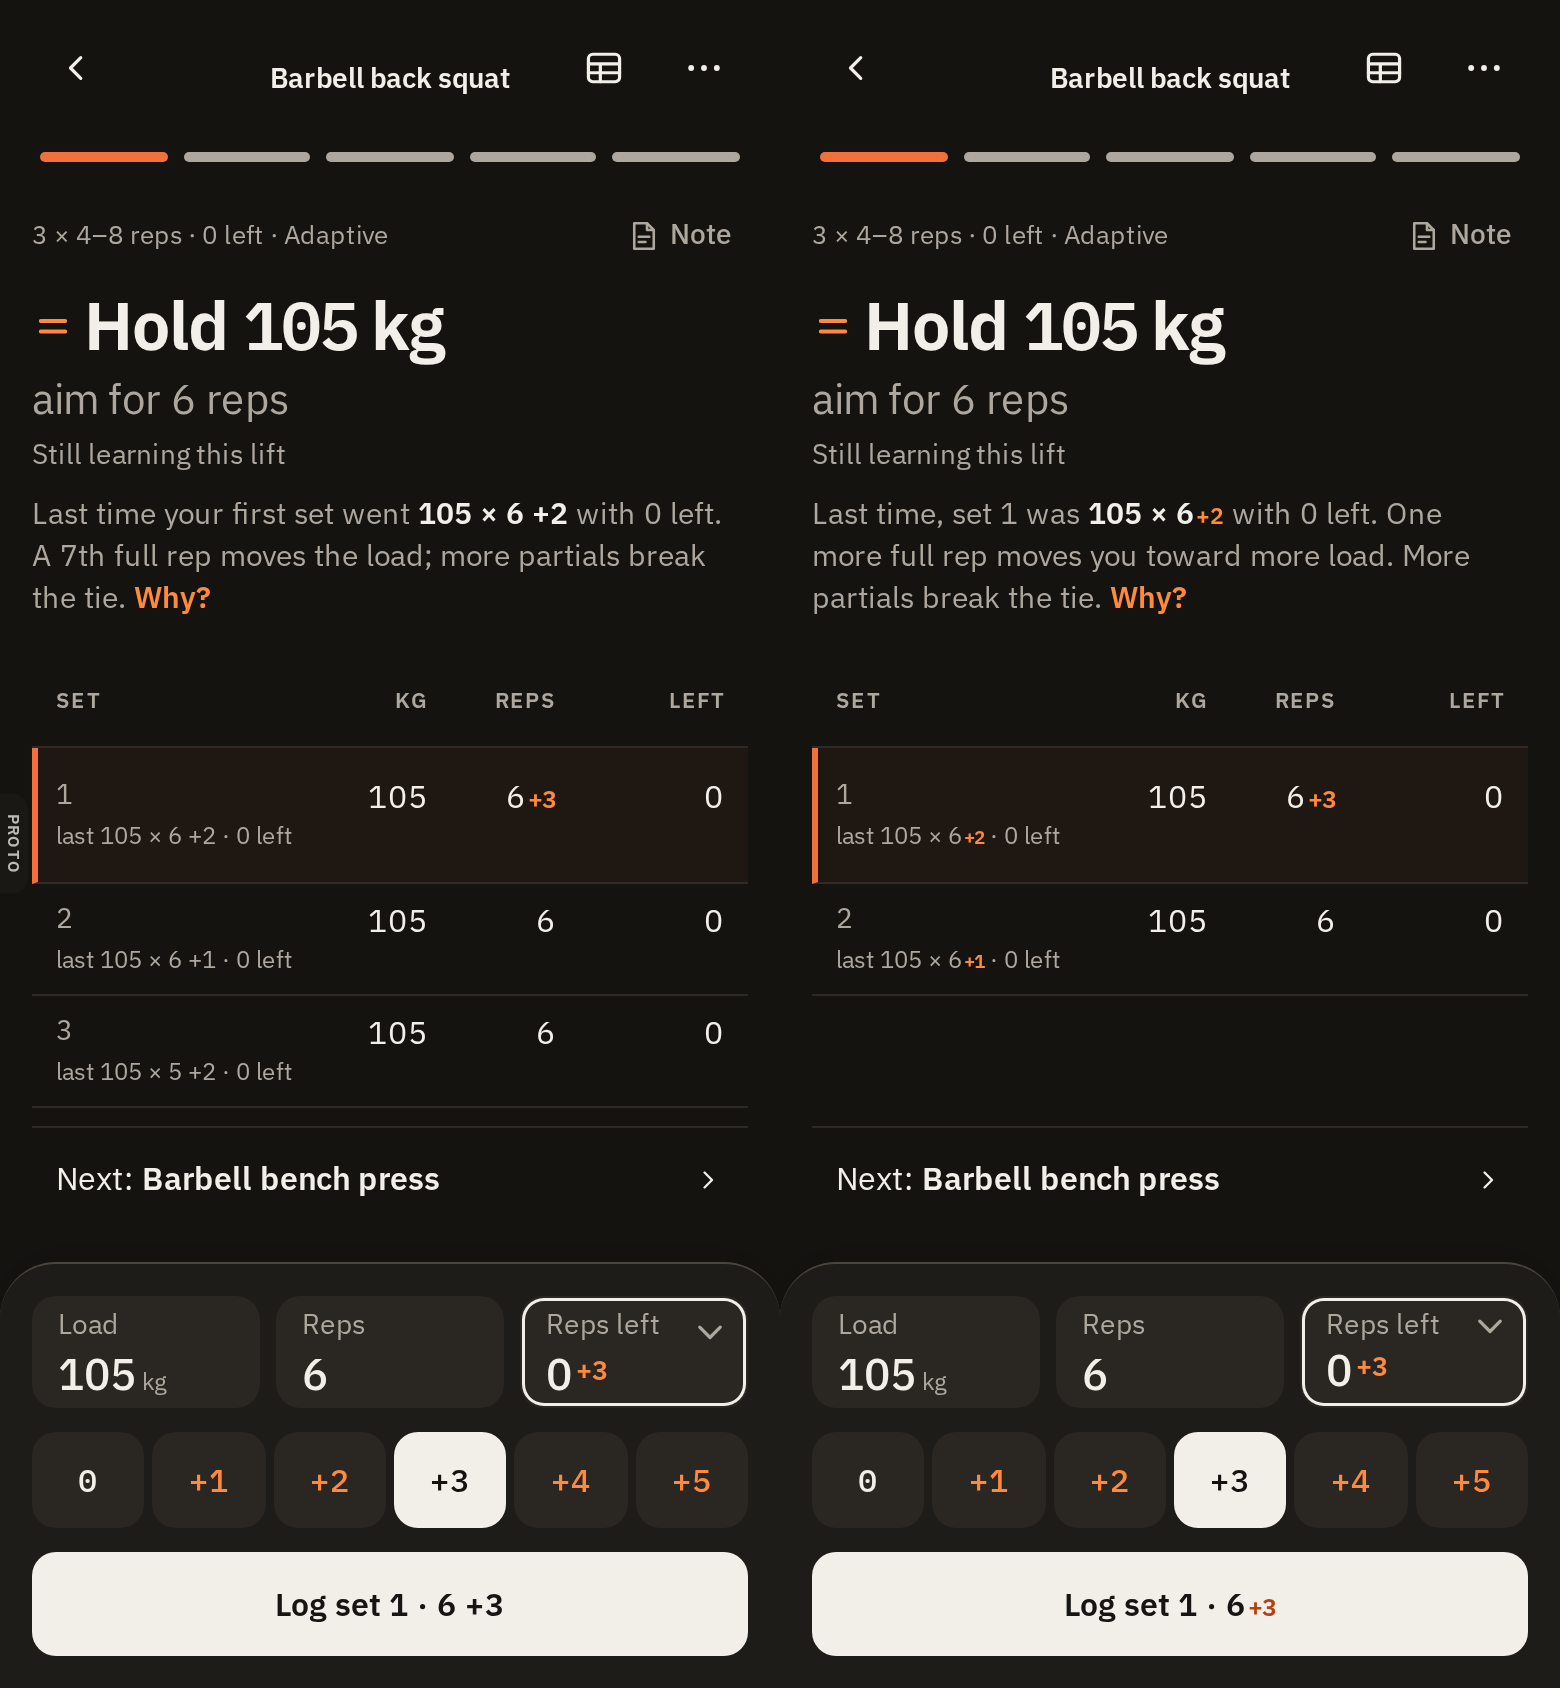 Barbell back squat
3 × 4–8 reps · 0 left · Adaptive
Note
= Hold 105 kg
aim for 6 reps
Still learning this lift
Last time your first set went 105 × 6 +2 with 0 left.
A 7th full rep moves the load; more partials break
the tie. Why?
SET KG REPS LEFT
1 105 6 +3 0
last 105 × 6 +2 · 0 left
2 105 6 0
last 105 × 6 +1 · 0 left
3 105 6 0
last 105 × 5 +2 · 0 left
PROTO
Next: Barbell bench press
Load Reps Reps left
105 kg 6 0 +3
0 +1 +2 +3 +4 +5
Log set 1 · 6 +3
Barbell back squat
3 × 4–8 reps · 0 left · Adaptive
Note
= Hold 105 kg
aim for 6 reps
Still learning this lift
Last time, set 1 was 105 × 6 +2 with 0 left. One
more full rep moves you toward more load. More
partials break the tie. Why?
SET KG REPS LEFT
1 105 6 +3 0
last 105 × 6 +2 · 0 left
2 105 6 0
last 105 × 6 +1 · 0 left
Next: Barbell bench press
Load Reps Reps left
105 kg 6 0 +3
0 +1 +2 +3 +4 +5
Log set 1 · 6 +3